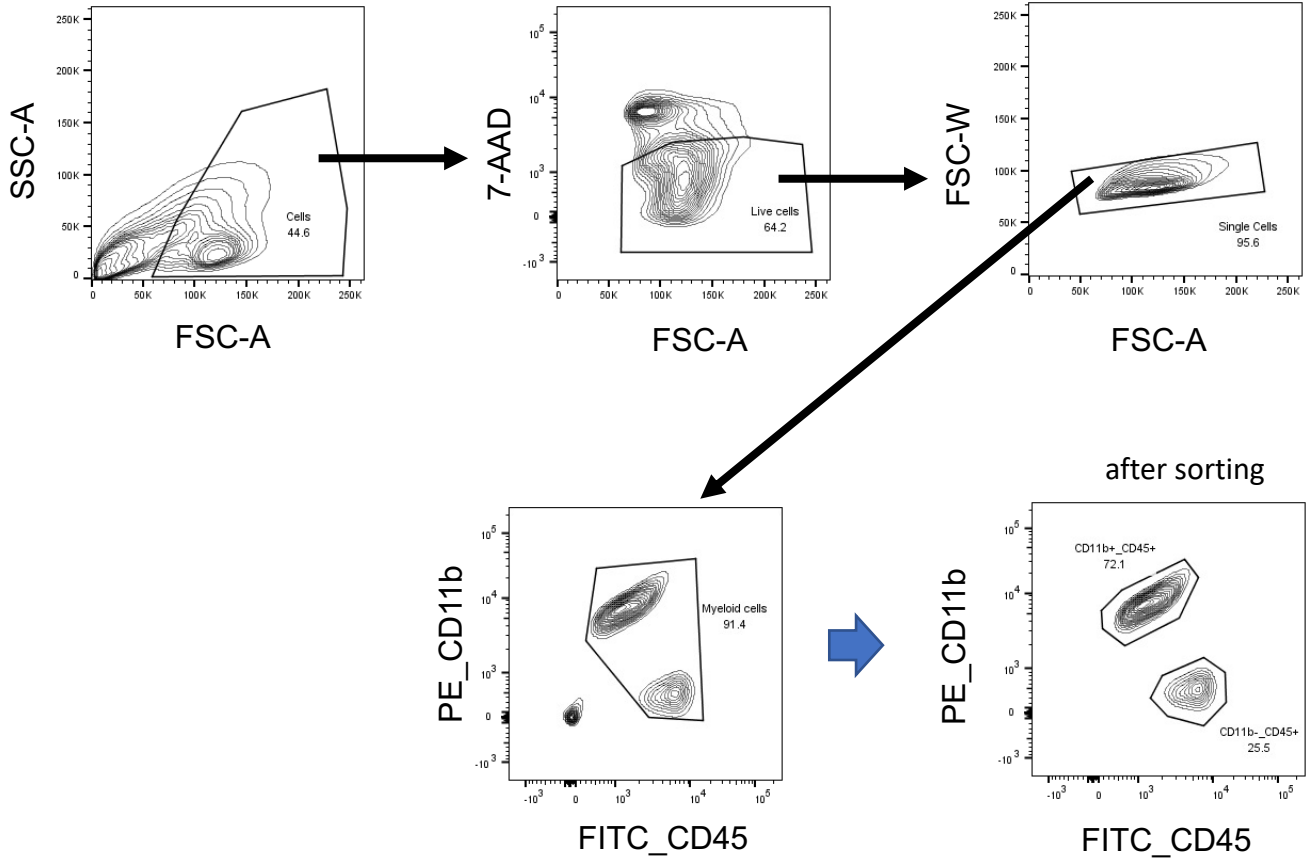 250K
200K
150K
100K
50K
0
SSC-A
Cells
44.6
0 50K 100K 150K 200K 250K
FSC-A
10^5
10^4
10^3
0
-10^3
7-AAD
Live cells
64.2
0 50K 100K 150K 200K 250K
FSC-A
250K
200K
150K
100K
50K
0
FSC-W
Single Cells
95.6
0 50K 100K 150K 200K 250K
FSC-A
10^5
10^4
10^3
0
-10^3
PE_CD11b
Myeloid cells
91.4
-10^3 0 10^3 10^4 10^5
FITC_CD45
after sorting
10^5
10^4
10^3
0
-10^3
PE_CD11b
CD11b+_CD45+
72.1
CD11b-_CD45+
25.5
-10^3 0 10^3 10^4 10^5
FITC_CD45